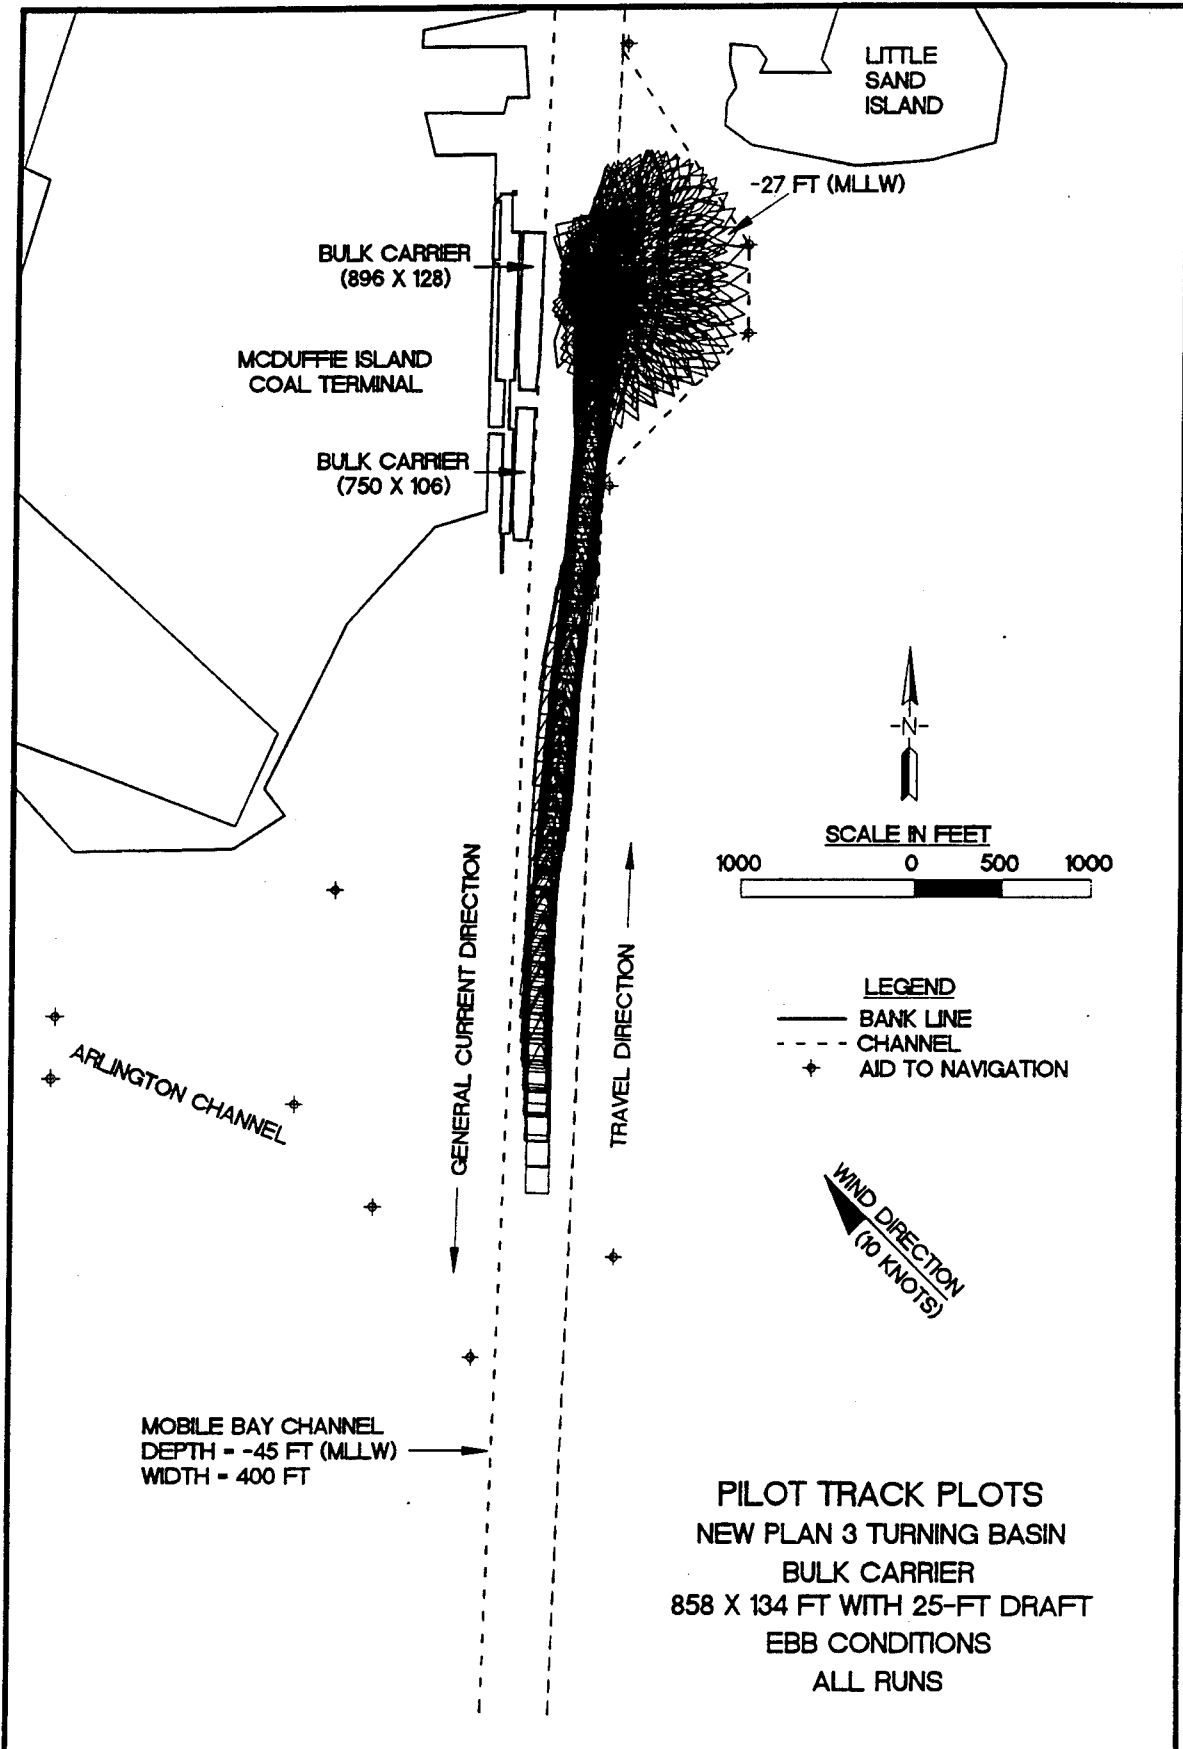 LITTLE
SAND
ISLAND
-27 FT (MLLW)
BULK CARRIER
(896 X 128)
MCDUFFIE ISLAND
COAL TERMINAL
BULK CARRIER
(750 X 106)
-N-
SCALE IN FEET
1000 0 500 1000
GENERAL CURRENT DIRECTION
TRAVEL DIRECTION
LEGEND
BANK LINE
CHANNEL
AID TO NAVIGATION
ARLINGTON CHANNEL
WIND DIRECTION
(10 KNOTS)
MOBILE BAY CHANNEL
DEPTH = -45 FT (MLLW)
WIDTH = 400 FT
PILOT TRACK PLOTS
NEW PLAN 3 TURNING BASIN
BULK CARRIER
858 X 134 FT WITH 25-FT DRAFT
EBB CONDITIONS
ALL RUNS